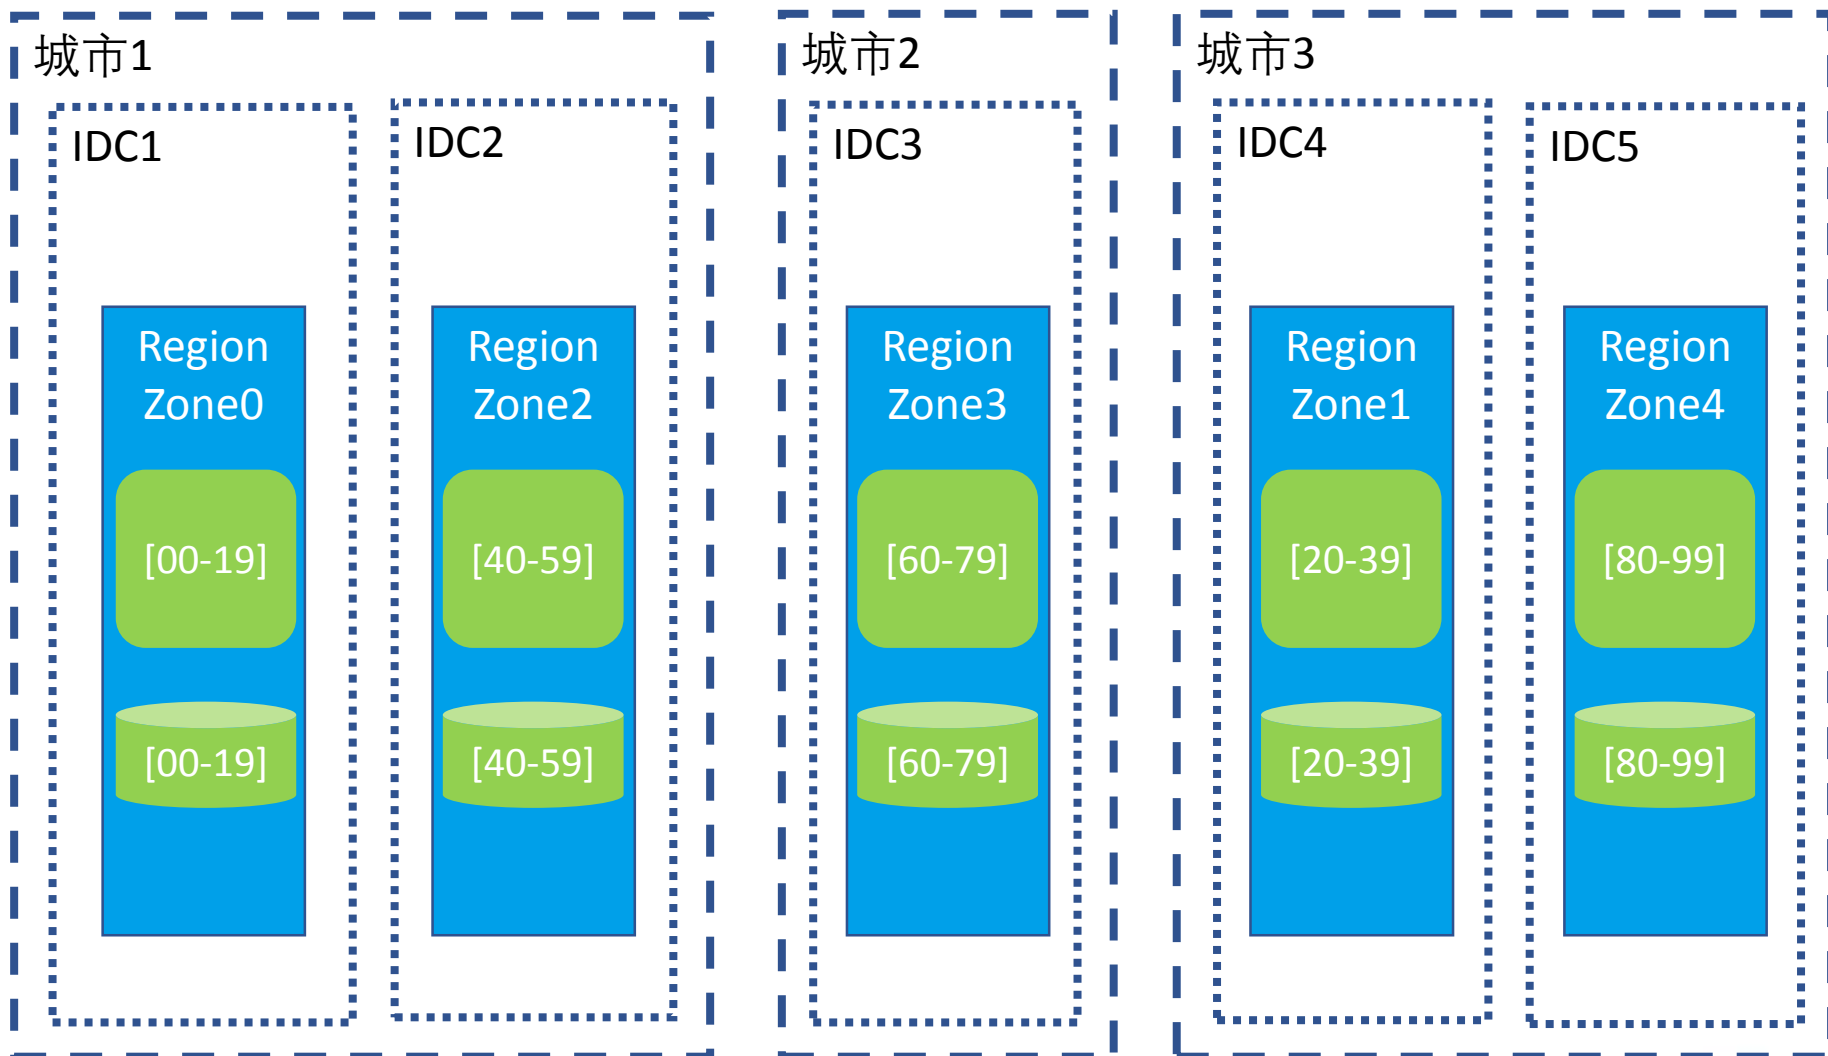 城市1
IDC1
Region
Zone0
[00-19]
[00-19]
IDC2
Region
Zone2
[40-59]
[40-59]
城市2
IDC3
Region
Zone3
[60-79]
[60-79]
城市3
IDC4
Region
Zone1
[20-39]
[20-39]
IDC5
Region
Zone4
[80-99]
[80-99]